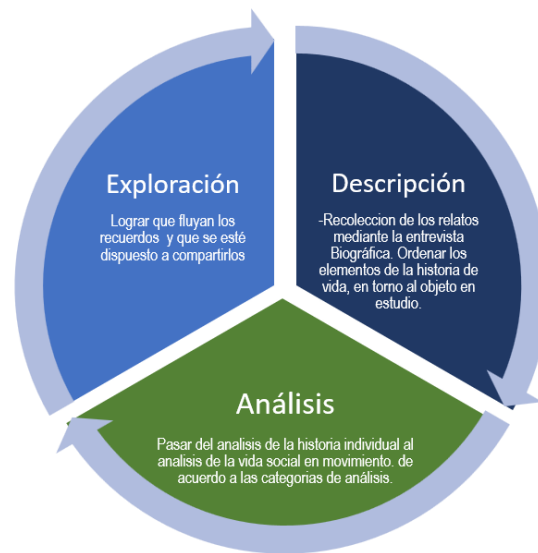 Exploración
Lograr que fluyan los
recuerdos y que se esté
dispuesto a compartirlos
Descripción
-Recoleccion de los relatos
mediante la entrevista
Biográfica. Ordenar los
elementos de la historia de
vida, en torno al objeto en
estudio.
Análisis
Pasar del analisis de la historia individual al
analisis de la vida social en movimiento. de
acuerdo a las categorias de análisis.